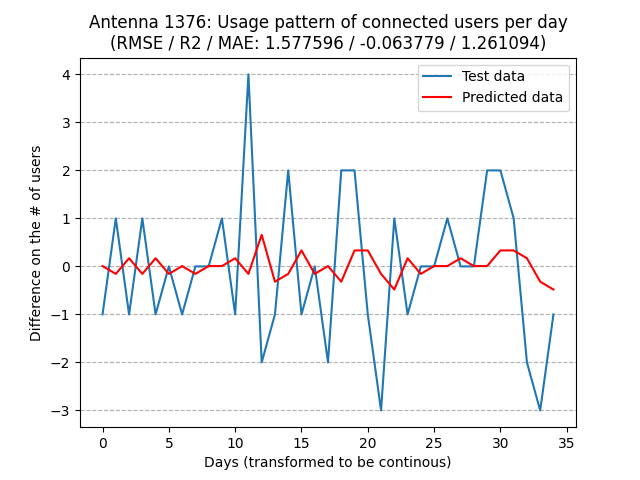 Antenna 1376: Usage pattern of connected users per day
(RMSE / R2 / MAE: 1.577596 / -0.063779 / 1.261094)
Test data
Predicted data
4
3
2
1
0
−1
−2
−3
Difference on the # of users
0 5 10 15 20 25 30 35
Days (transformed to be continous)